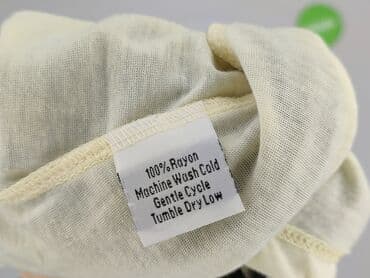 100% Rayon
Machine Wash Cold
Gentle Cycle
Tumble Dry Low